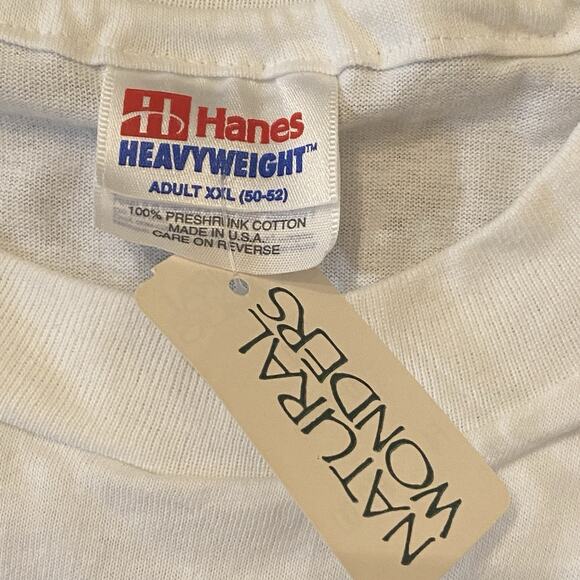 Hanes
HEAVYWEIGHT™
ADULT XXL (50-52)
100% PRESHRUNK COTTON
MADE IN U.S.A.
CARE ON REVERSE
NATURAL
WONDERS